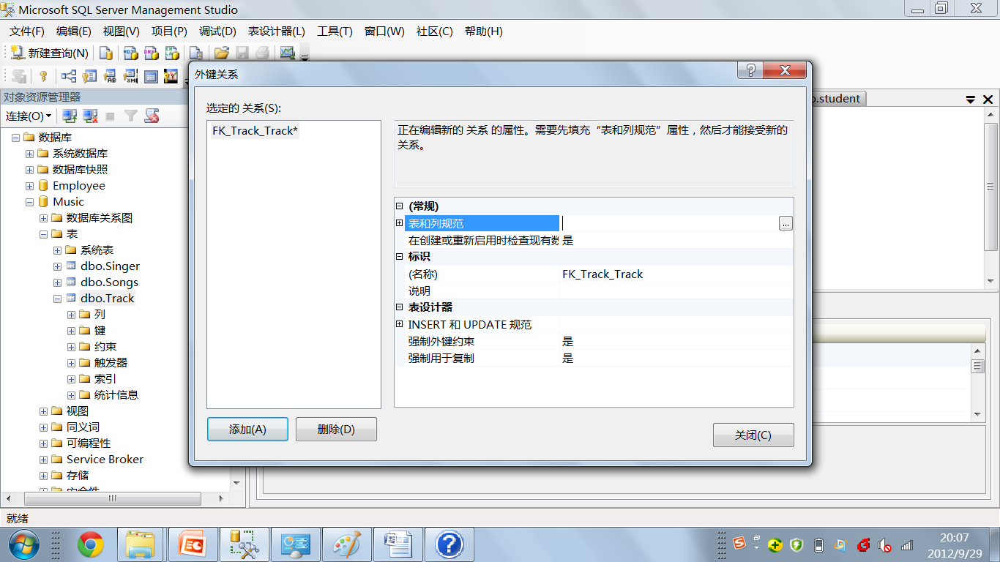 Microsoft SQL Server Management Studio
文件(F) 编辑(E) 视图(V) 项目(P) 调试(D) 表设计器(L) 工具(T) 窗口(W) 社区(C) 帮助(H)
新建查询(N)
对象资源管理器
连接(O)
数据库
系统数据库
数据库快照
Employee
Music
数据库关系图
表
系统表
dbo.Singer
dbo.Songs
dbo.Track
列
键
约束
触发器
索引
统计信息
视图
同义词
可编程性
Service Broker
存储
安全性
外键关系
选定的 关系(S):
FK_Track_Track*
添加(A) 删除(D)
正在编辑新的 关系 的属性。需要先填充“表和列规范”属性，然后才能接受新的
关系。
(常规)
表和列规范 ...
在创建或重新启用时检查现有数 是
标识
(名称) FK_Track_Track
说明
表设计器
INSERT 和 UPDATE 规范
强制外键约束 是
强制用于复制 是
关闭(C)
o.student
就绪
20:07
2012/9/29